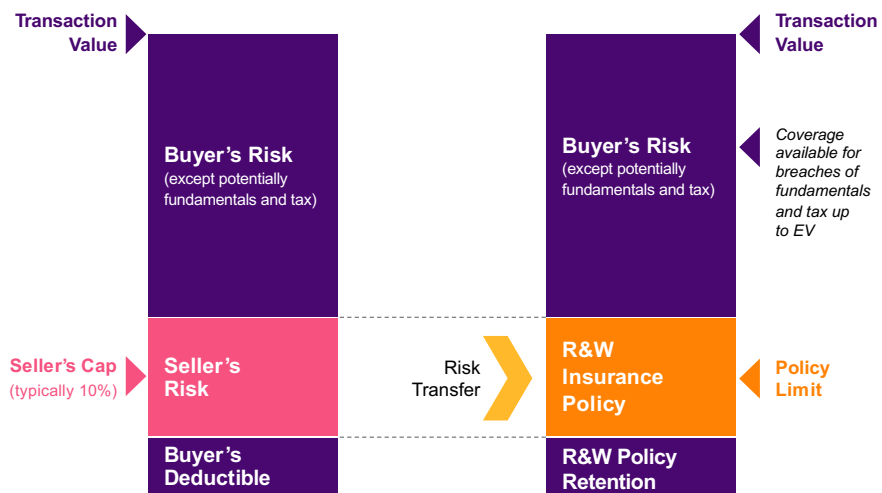 Transaction
Value
Transaction
Value
Buyer's Risk
(except potentially
fundamentals and tax)
Buyer's Risk
(except potentially
fundamentals and tax)
Coverage
available for
breaches of
fundamentals
and tax up
to EV
Seller's Cap
(typically 10%)
Seller's
Risk
Risk
Transfer
R&W
Insurance
Policy
Policy
Limit
Buyer's
Deductible
R&W Policy
Retention